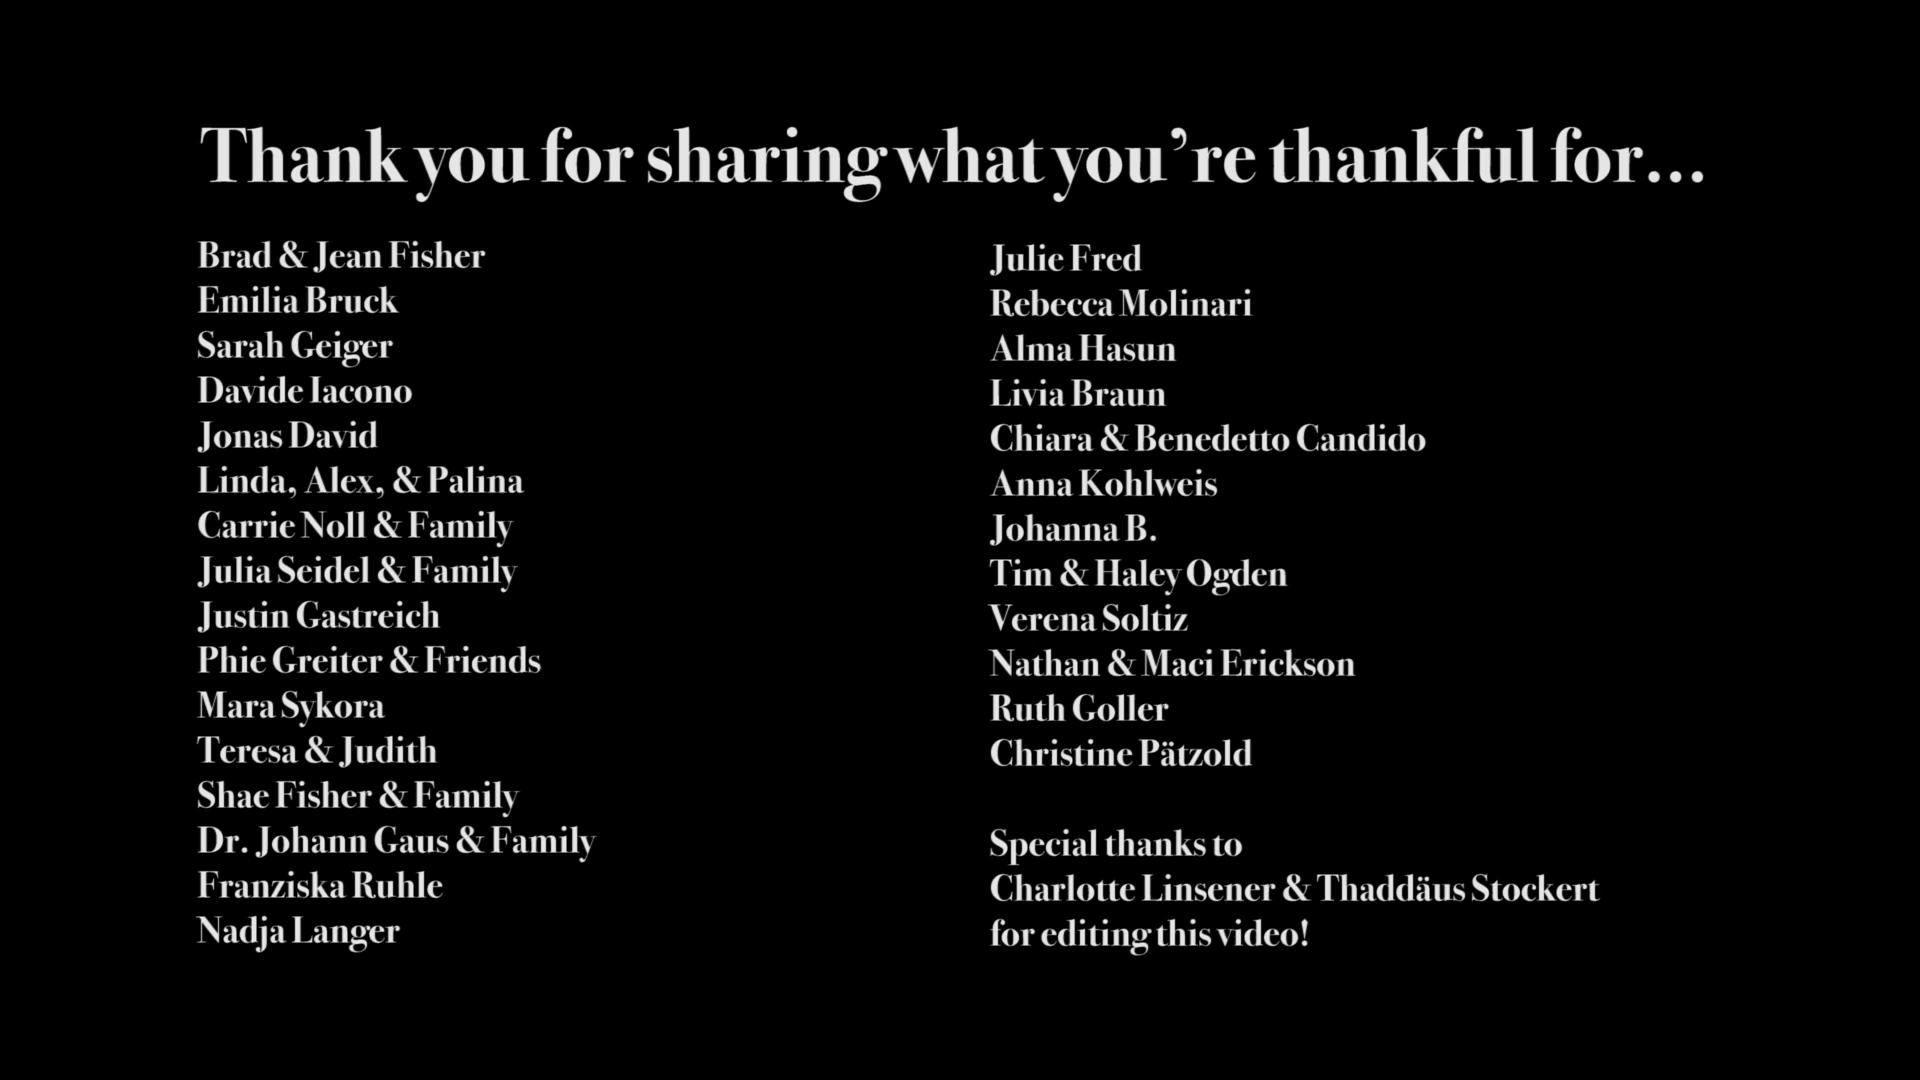 Thank you for sharing what you’re thankful for...
Brad & Jean Fisher
Emilia Bruck
Sarah Geiger
Davide Iacono
Jonas David
Linda, Alex, & Palina
Carrie Noll & Family
Julia Seidel & Family
Justin Gastreich
Phie Greiter & Friends
Mara Sykora
Teresa & Judith
Shae Fisher & Family
Dr. Johann Gaus & Family
Franziska Ruhle
Nadja Langer
Julie Fred
Rebecca Molinari
Alma Hasun
Livia Braun
Chiara & Benedetto Candido
Anna Kohlweis
Johanna B.
Tim & Haley Ogden
Verena Soltiz
Nathan & Maci Erickson
Ruth Goller
Christine Pätzold
Special thanks to
Charlotte Linsener & Thaddäus Stockert
for editing this video!